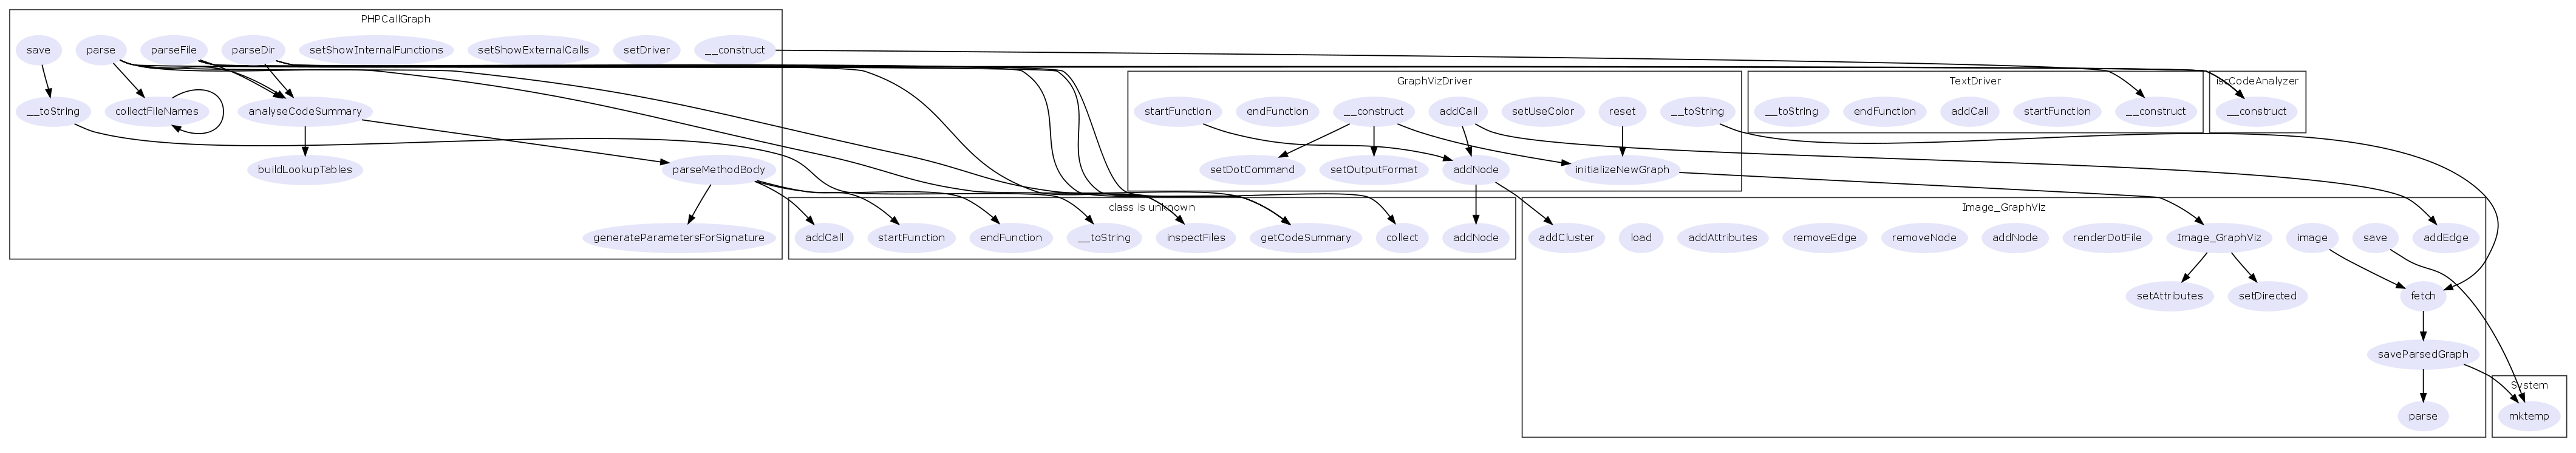 PHPCallGraph
save
parse
parseFile
parseDir
setShowInternalFunctions
setShowExternalCalls
setDriver
__construct
__toString
collectFileNames
analyseCodeSummary
buildLookupTables
parseMethodBody
generateParametersForSignature
GraphVizDriver
startFunction
endFunction
__construct
addCall
setUseColor
reset
__toString
setDotCommand
setOutputFormat
addNode
initializeNewGraph
TextDriver
__toString
endFunction
addCall
startFunction
__construct
iscCodeAnalyzer
__construct
class is unknown
addCall
startFunction
endFunction
__toString
inspectFiles
getCodeSummary
collect
addNode
Image_GraphViz
addCluster
load
addAttributes
removeEdge
removeNode
addNode
renderDotFile
Image_GraphViz
image
save
addEdge
setAttributes
setDirected
fetch
saveParsedGraph
parse
System
mktemp